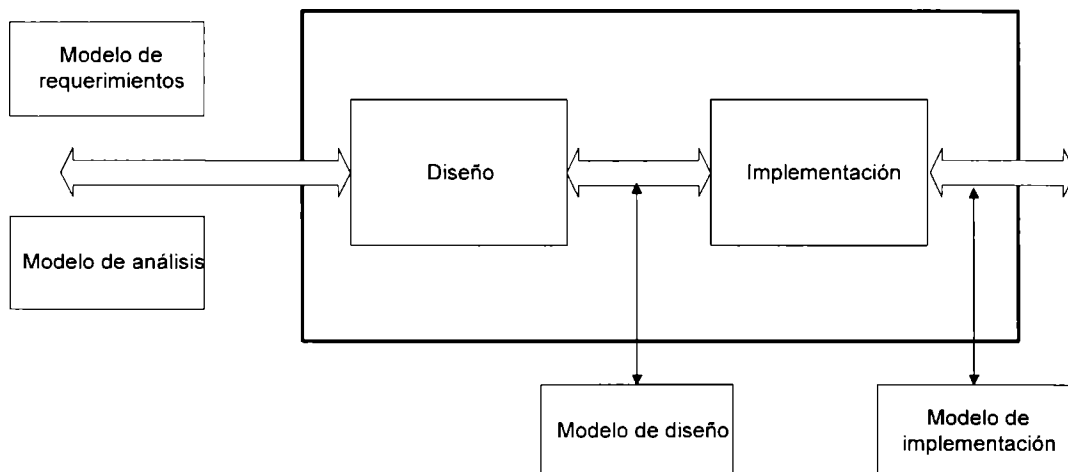 Modelo de
requerimientos
Diseño
Implementación
Modelo de análisis
Modelo de diseño
Modelo de
implementación